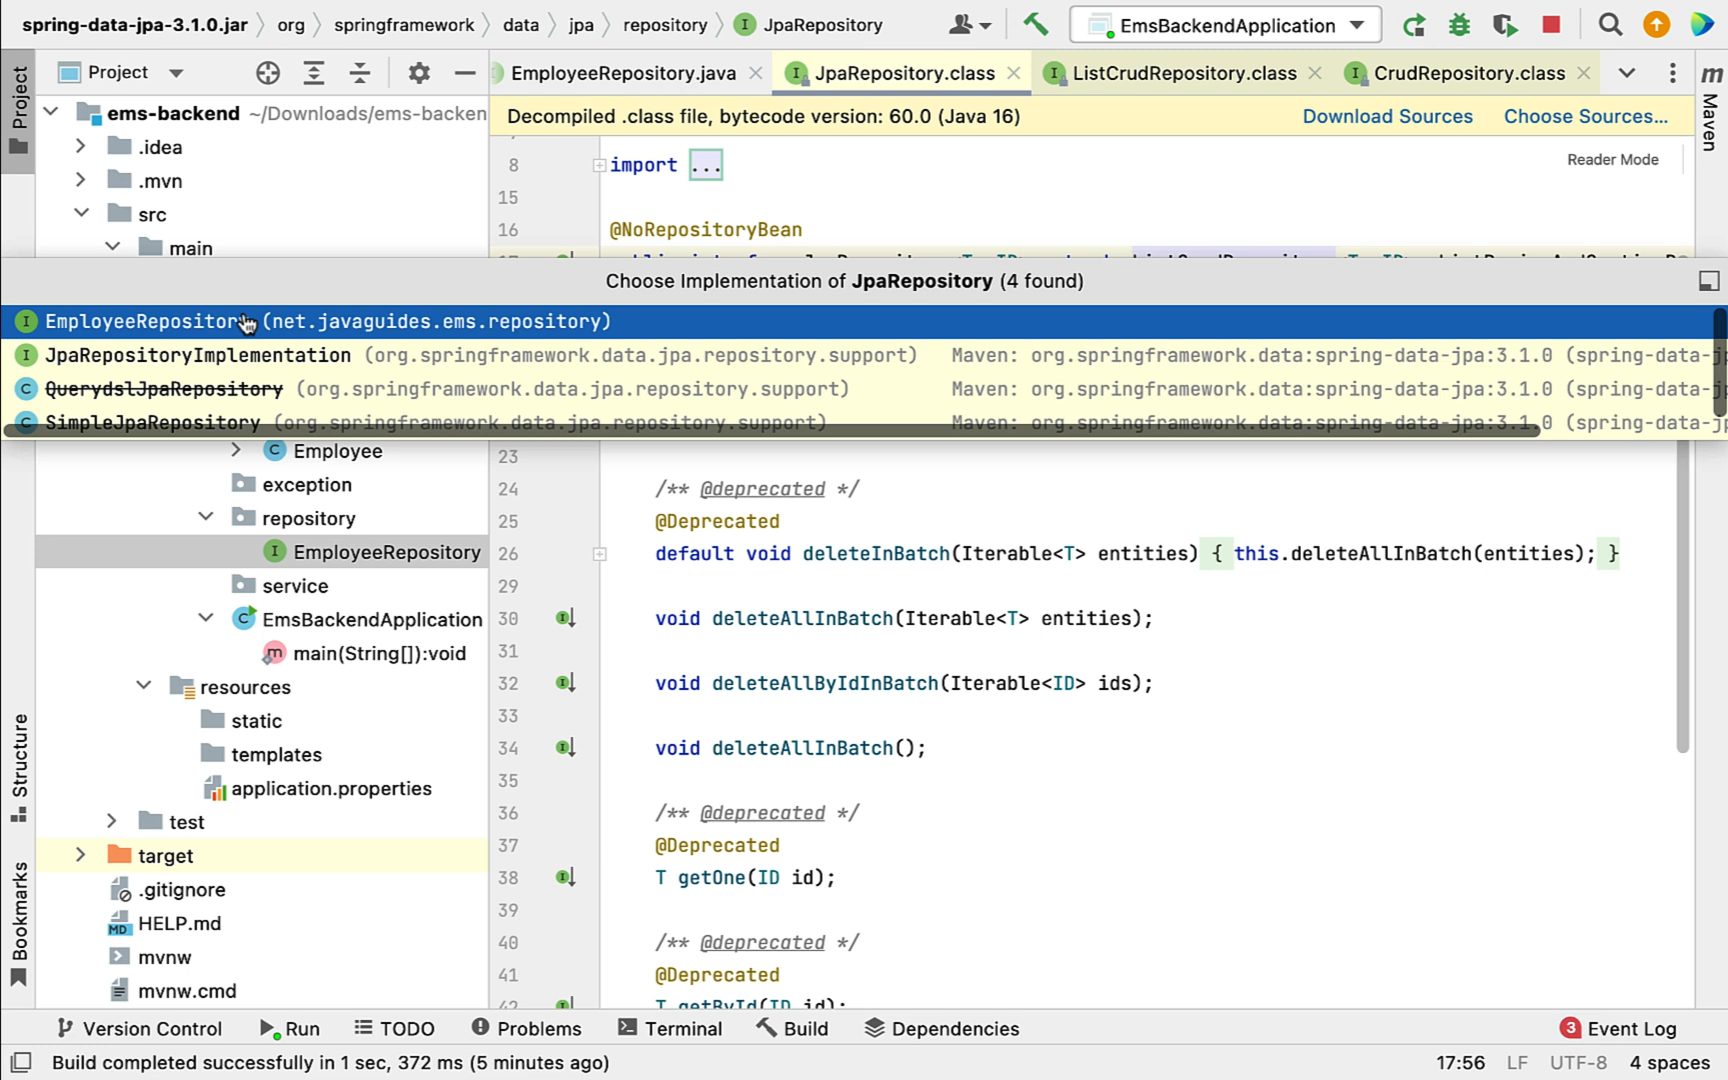 spring-data-jpa-3.1.0.jar org springframework data jpa repository JpaRepository EmsBackendApplication
Project
EmployeeRepository.java JpaRepository.class ListCrudRepository.class CrudRepository.class
Project
Maven
ems-backend ~/Downloads/ems-backen
Decompiled .class file, bytecode version: 60.0 (Java 16) Download Sources Choose Sources...
.idea
.mvn
src
main
8 import ...
Reader Mode
15
16 @NoRepositoryBean
Choose Implementation of JpaRepository (4 found)
EmployeeRepository (net.javaguides.ems.repository)
JpaRepositoryImplementation (org.springframework.data.jpa.repository.support) Maven: org.springframework.data:spring-data-jpa:3.1.0 (spring-data-j
QuerydslJpaRepository (org.springframework.data.jpa.repository.support) Maven: org.springframework.data:spring-data-jpa:3.1.0 (spring-data-j
SimpleJpaRepository (org.springframework.data.jpa.repository.support) Maven: org.springframework.data:spring-data-jpa:3.1.0 (spring-data-j
Employee
exception
repository
EmployeeRepository
service
EmsBackendApplication
main(String[]):void
resources
static
templates
application.properties
test
target
.gitignore
HELP.md
mvnw
mvnw.cmd
23
24 /** @deprecated */
25 @Deprecated
26 default void deleteInBatch(Iterable<T> entities) { this.deleteAllInBatch(entities); }
29
30 void deleteAllInBatch(Iterable<T> entities);
31
32 void deleteAllByIdInBatch(Iterable<ID> ids);
33
34 void deleteAllInBatch();
35
36 /** @deprecated */
37 @Deprecated
38 T getOne(ID id);
39
40 /** @deprecated */
41 @Deprecated
42 T getById(ID id);
Structure
Bookmarks
Version Control Run TODO Problems Terminal Build Dependencies 3 Event Log
Build completed successfully in 1 sec, 372 ms (5 minutes ago) 17:56 LF UTF-8 4 spaces